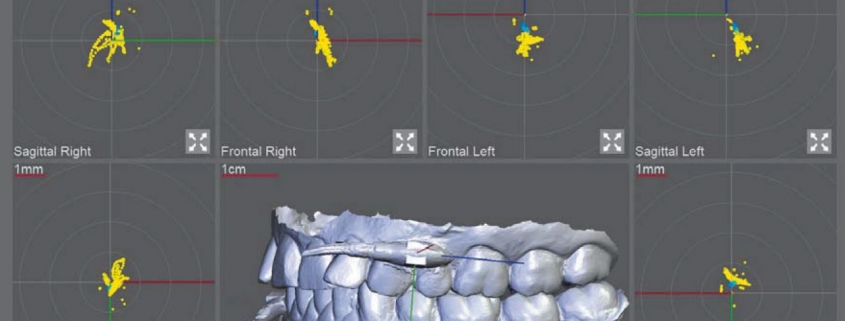 Sagittal Right
Frontal Right
Frontal Left
Sagittal Left
1mm
1cm
1mm